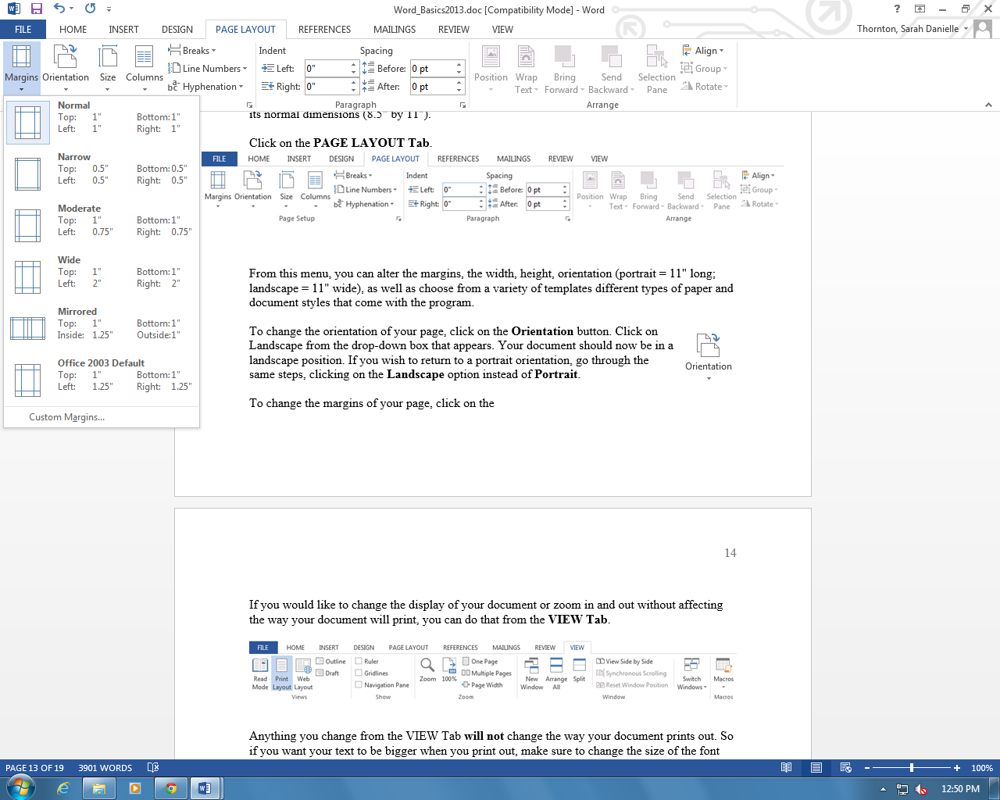 Word_Basics2013.doc [Compatibility Mode] - Word
?
FILE HOME INSERT DESIGN PAGE LAYOUT REFERENCES MAILINGS REVIEW VIEW
Thornton, Sarah Danielle
Margins Orientation Size Columns
Breaks
Line Numbers
Hyphenation
Indent Spacing
Left: 0" Before: 0 pt
Right: 0" After: 0 pt
Paragraph
Position Wrap Text Bring Forward Send Backward Selection Pane
Align
Group
Rotate
Arrange
Normal
Top: 1" Bottom: 1"
Left: 1" Right: 1"
Narrow
Top: 0.5" Bottom: 0.5"
Left: 0.5" Right: 0.5"
Moderate
Top: 1" Bottom: 1"
Left: 0.75" Right: 0.75"
Wide
Top: 1" Bottom: 1"
Left: 2" Right: 2"
Mirrored
Top: 1" Bottom: 1"
Inside: 1.25" Outside: 1"
Office 2003 Default
Top: 1" Bottom: 1"
Left: 1.25" Right: 1.25"
Custom Margins...
its normal dimensions (8.5" by 11").
Click on the PAGE LAYOUT Tab.
FILE HOME INSERT DESIGN PAGE LAYOUT REFERENCES MAILINGS REVIEW VIEW
Margins Orientation Size Columns
Breaks
Line Numbers
Hyphenation
Page Setup
Indent Spacing
Left: 0" Before: 0 pt
Right: 0" After: 0 pt
Paragraph
Position Wrap Text Bring Forward Send Backward Selection Pane
Align
Group
Rotate
Arrange
From this menu, you can alter the margins, the width, height, orientation (portrait = 11" long;
landscape = 11" wide), as well as choose from a variety of templates different types of paper and
document styles that come with the program.
To change the orientation of your page, click on the Orientation button. Click on
Landscape from the drop-down box that appears. Your document should now be in a
landscape position. If you wish to return to a portrait orientation, go through the
same steps, clicking on the Landscape option instead of Portrait.
Orientation
To change the margins of your page, click on the
14
If you would like to change the display of your document or zoom in and out without affecting
the way your document will print, you can do that from the VIEW Tab.
FILE HOME INSERT DESIGN PAGE LAYOUT REFERENCES MAILINGS REVIEW VIEW
Read Mode Print Layout Web Layout
Outline
Draft
Views
Ruler
Gridlines
Navigation Pane
Show
Zoom 100%
One Page
Multiple Pages
Page Width
Zoom
New Window Arrange All Split
View Side by Side
Synchronous Scrolling
Reset Window Position
Window
Switch Windows
Macros
Macros
Anything you change from the VIEW Tab will not change the way your document prints out. So
if you want your text to be bigger when you print out, make sure to change the size of the font
PAGE 13 OF 19 3901 WORDS
100%
12:50 PM